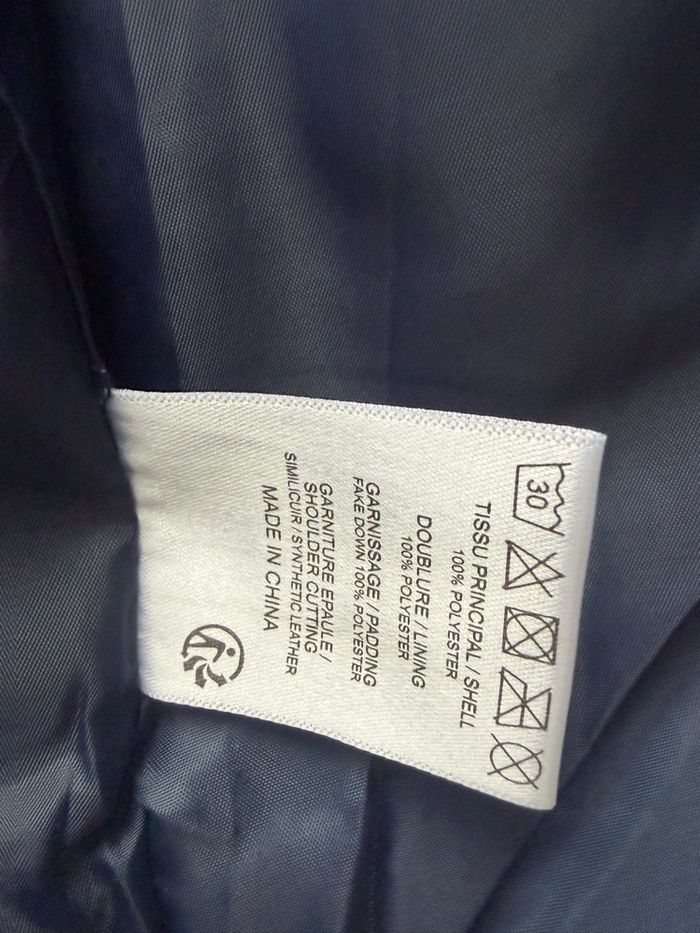 30
TISSU PRINCIPAL / SHELL
100% POLYESTER
DOUBLURE / LINING
100% POLYESTER
GARNISSAGE / PADDING
FAKE DOWN 100% POLYESTER
GARNITURE EPAULE /
SHOULDER CUTTING
SIMILICUIR / SYNTHETIC LEATHER
MADE IN CHINA